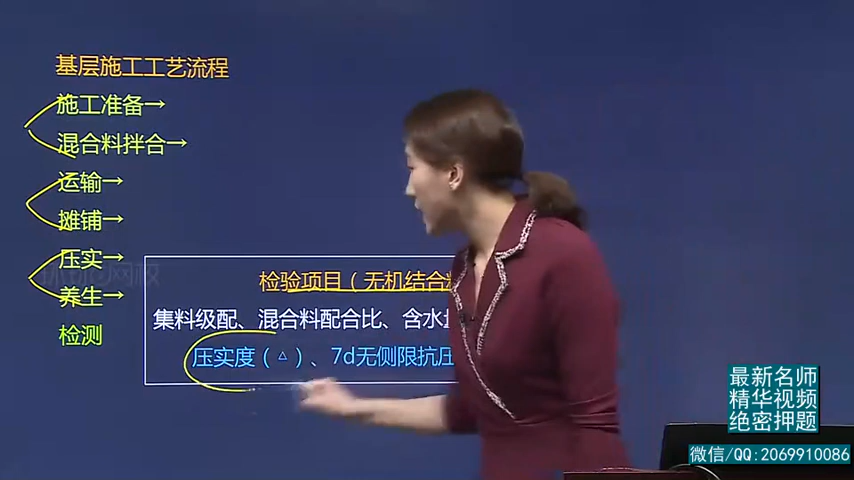 基层施工工艺流程
施工准备→
混合料拌合→
运输→
摊铺→
压实→
养生→
检测
检验项目（无机结合
集料级配、混合料配合比、含水
压实度（△）、7d无侧限抗压
最新名师
精华视频
绝密押题
微信/QQ:2069910086